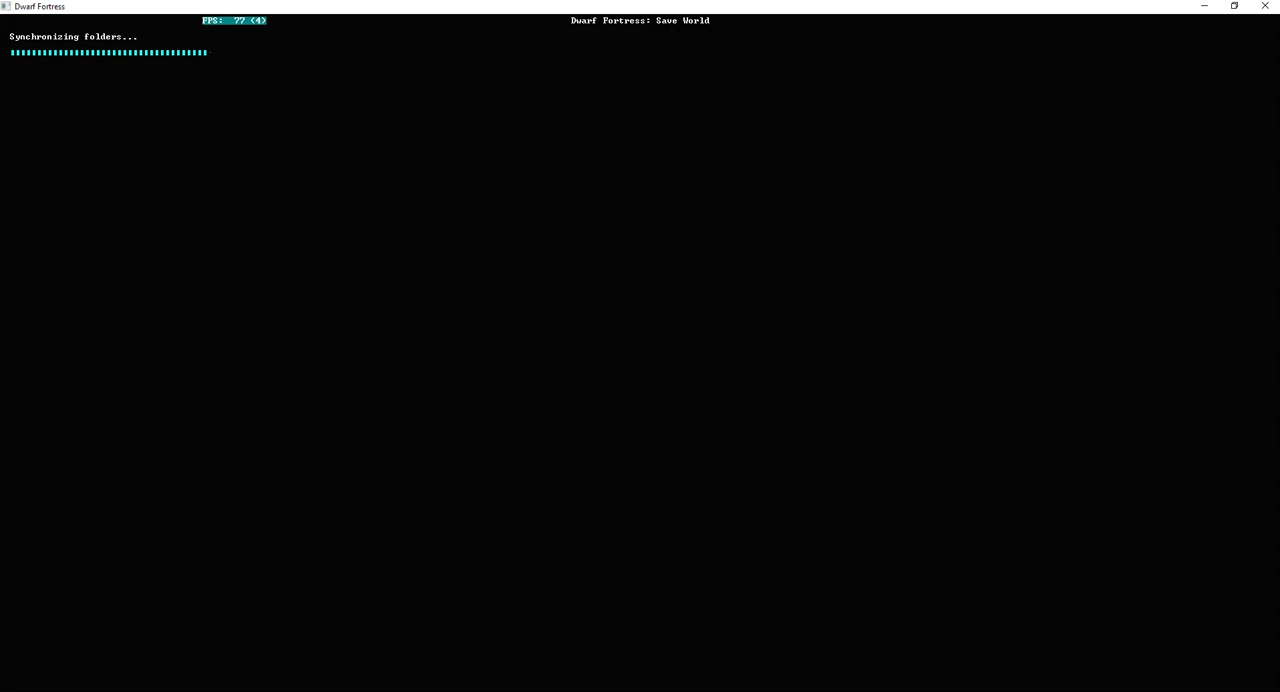 Dwarf Fortress
FPS:  77 (4)
Dwarf Fortress: Save World
Synchronizing folders...